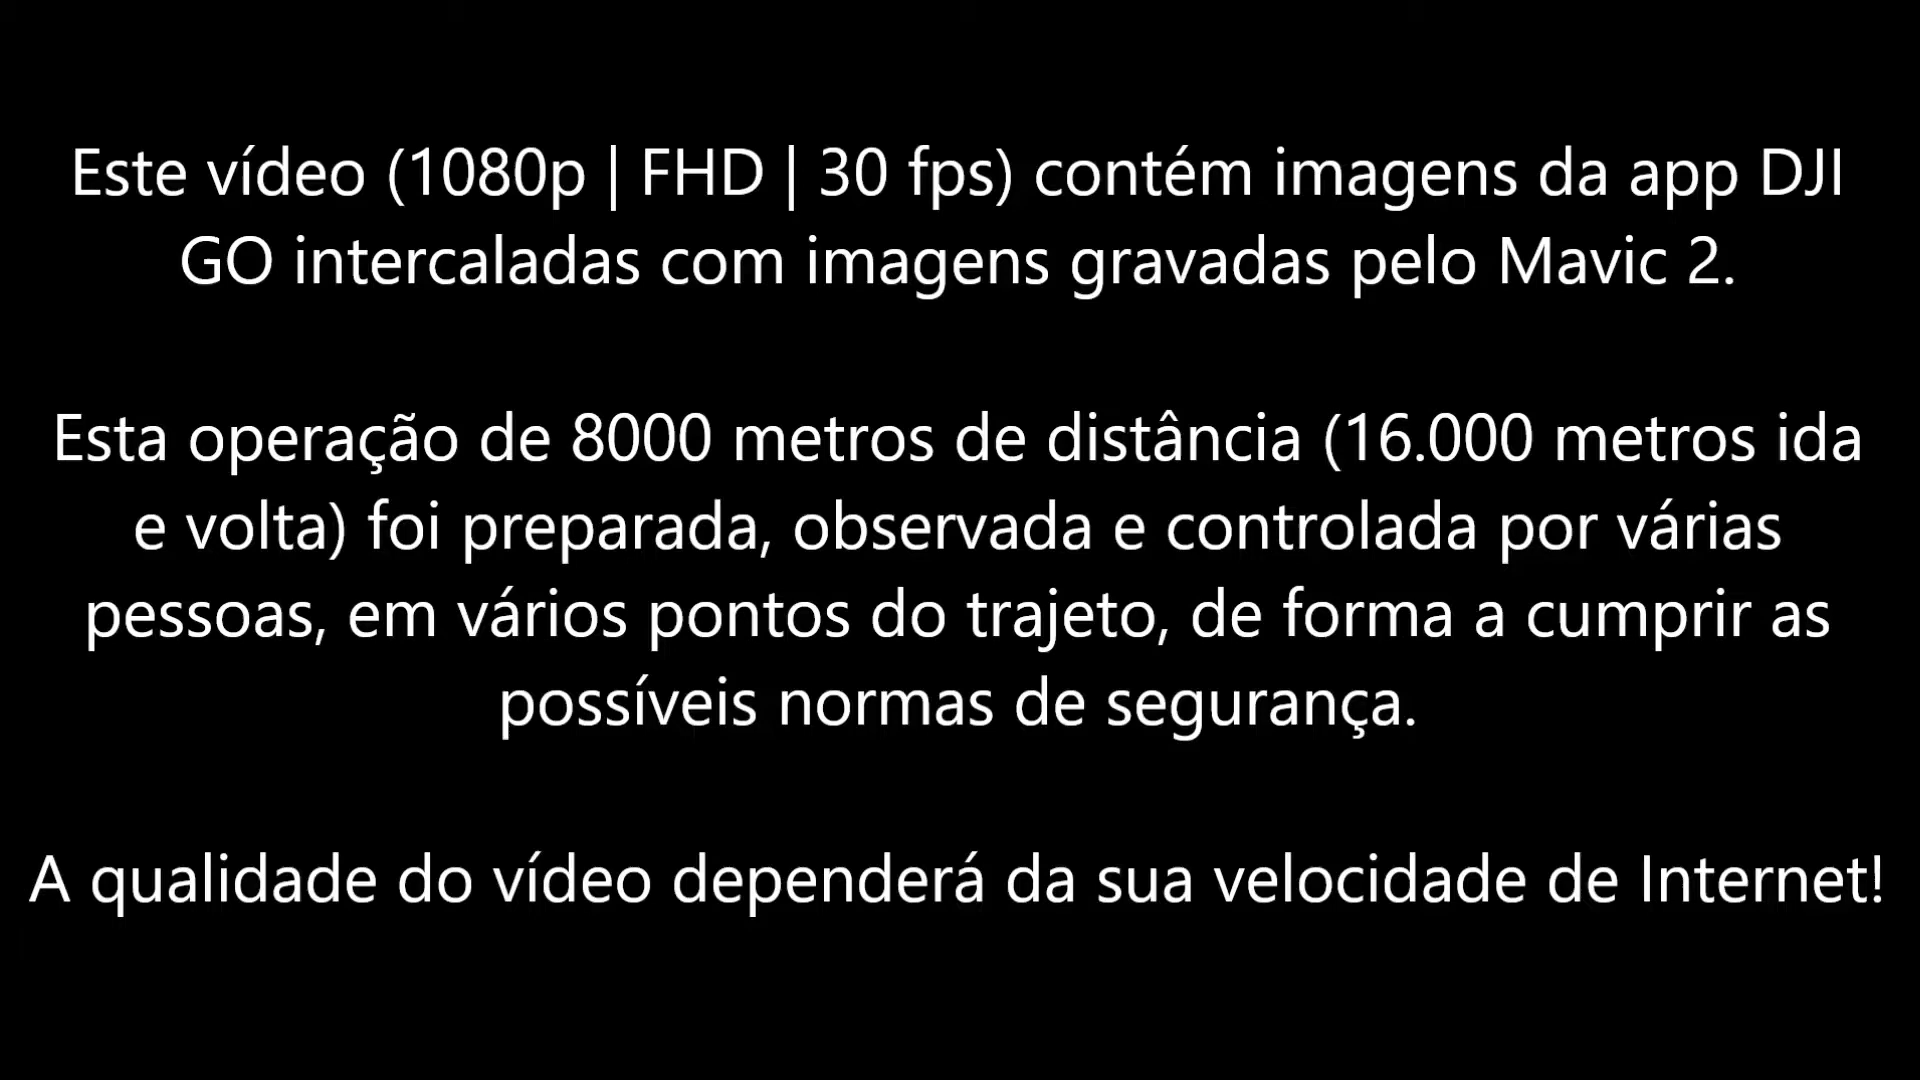 Este vídeo (1080p | FHD | 30 fps) contém imagens da app DJI
GO intercaladas com imagens gravadas pelo Mavic 2.
Esta operação de 8000 metros de distância (16.000 metros ida
e volta) foi preparada, observada e controlada por várias
pessoas, em vários pontos do trajeto, de forma a cumprir as
possíveis normas de segurança.
A qualidade do vídeo dependerá da sua velocidade de Internet!